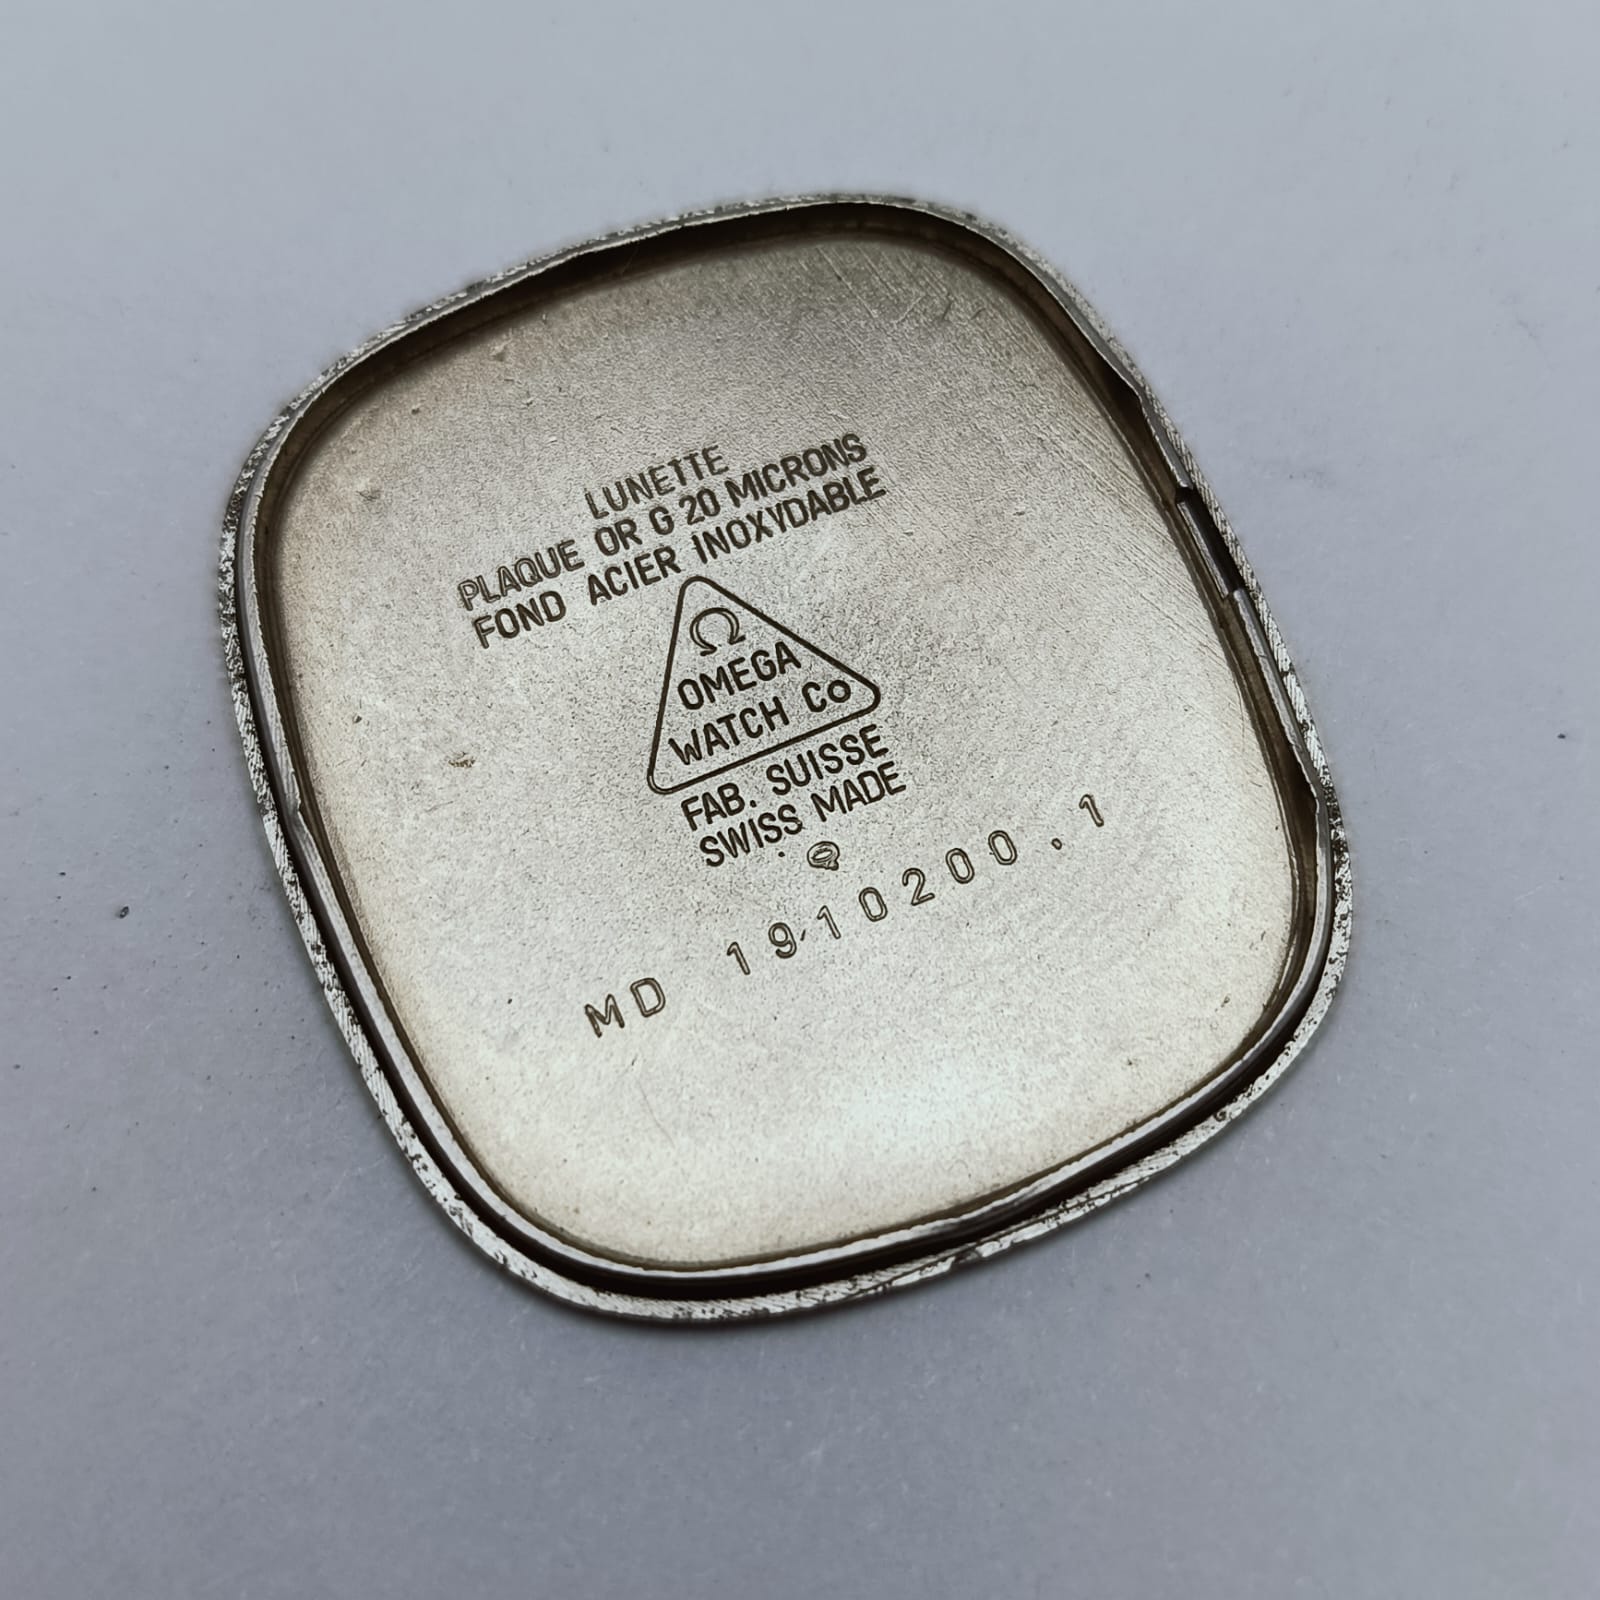 LUNETTE
PLAQUE OR G 20 MICRONS
FOND ACIER INOXYDABLE
Ω
OMEGA
WATCH Co
FAB. SUISSE
SWISS MADE
MD 1910200.1